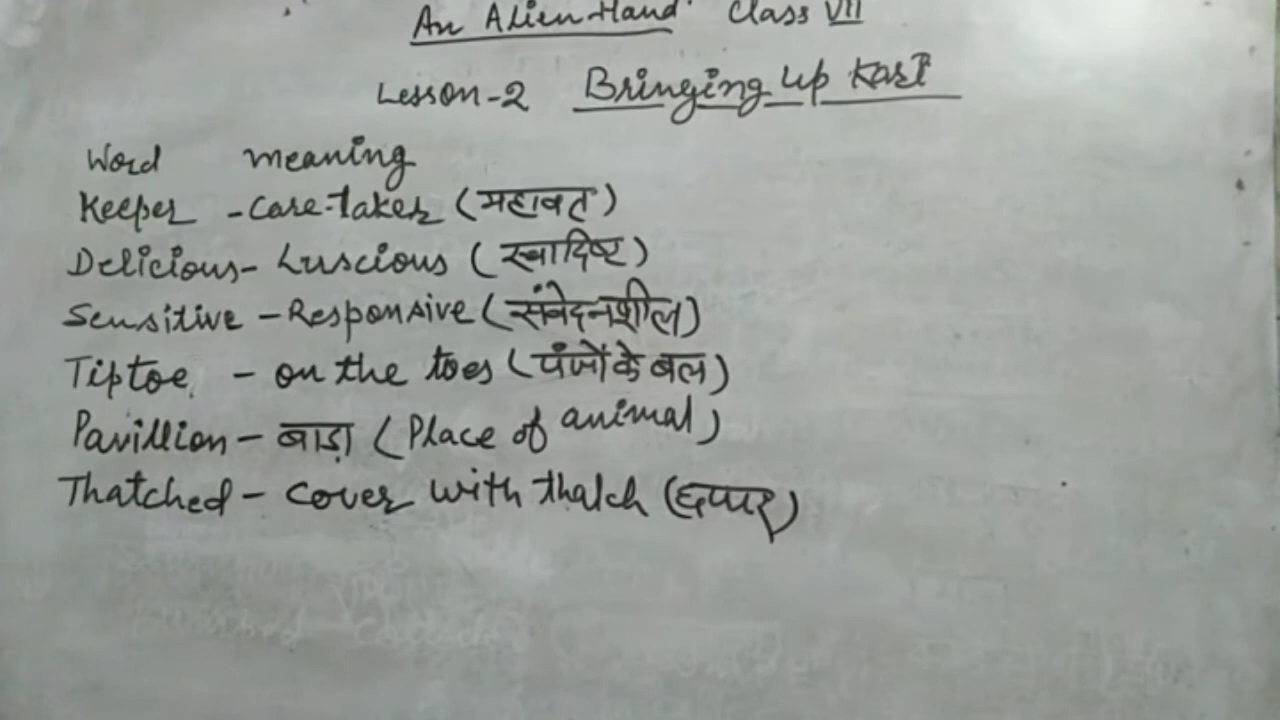 An Alien Hand Class VII
Lesson-2 Bringing Up Kari
Word meaning
Keeper - Care-taker (महावत)
Delicious - Luscious (स्वादिष्ट)
Sensitive - Responsive (संवेदनशील)
Tiptoe - on the toes (पंजों के बल)
Pavillion - बाड़ा (Place of animal)
Thatched - cover with thatch (छप्पर)